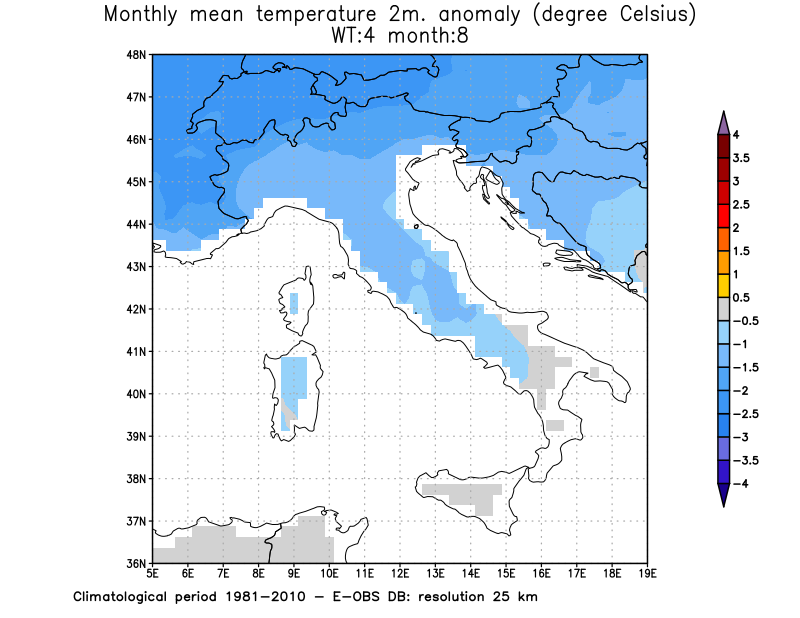 Monthly mean temperature 2m. anomaly (degree Celsius)
WT:4 month:8
48N
47N
46N
45N
44N
43N
42N
41N
40N
39N
38N
37N
36N
5E 6E 7E 8E 9E 10E 11E 12E 13E 14E 15E 16E 17E 18E 19E
4
3.5
3
2.5
2
1.5
1
0.5
−0.5
−1
−1.5
−2
−2.5
−3
−3.5
−4
Climatological period 1981−2010 − E−OBS DB: resolution 25 km